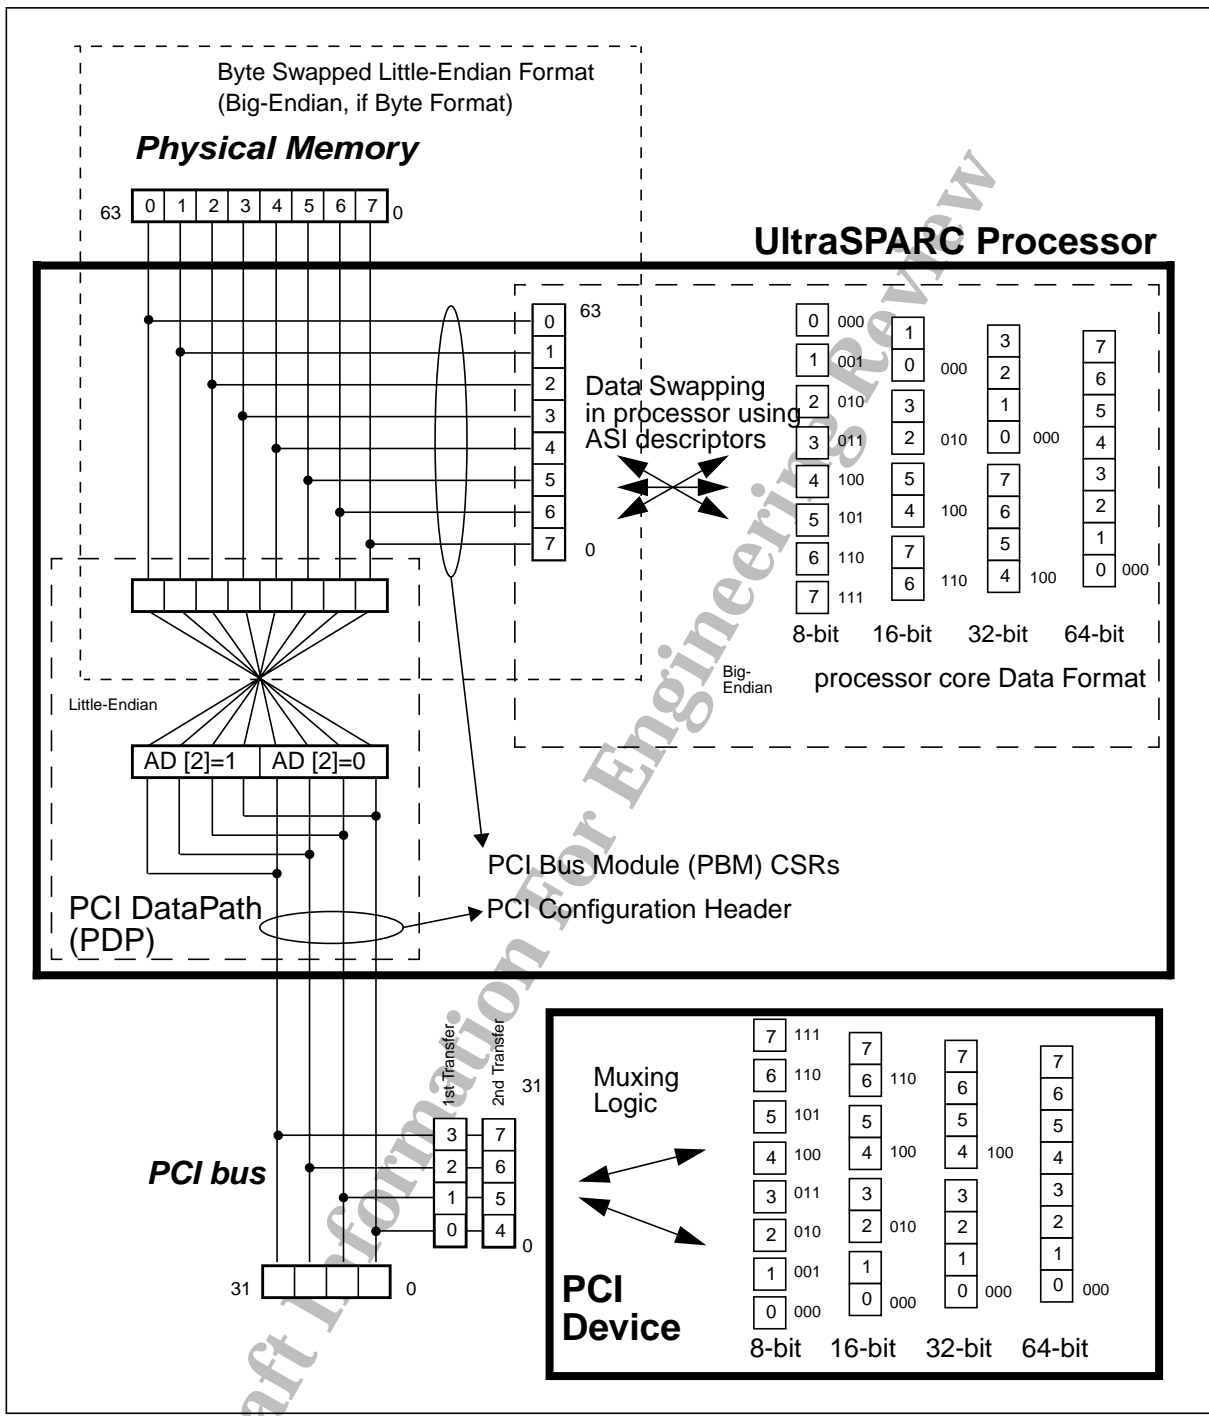 Byte Swapped Little-Endian Format
(Big-Endian, if Byte Format)
Physical Memory
63 0 1 2 3 4 5 6 7 0
UltraSPARC Processor
63
0
1
2
3
4
5
6
7
0
Data Swapping
in processor using
ASI descriptors
0 000
1 001
2 010
3 011
4 100
5 101
6 110
7 111
8-bit
1
0 000
3
2 010
5
4 100
7
6 110
16-bit
3
2
1
0 000
7
6
5
4 100
32-bit
7
6
5
4
3
2
1
0 000
64-bit
Big-
Endian
processor core Data Format
Little-Endian
AD [2]=1 AD [2]=0
PCI Bus Module (PBM) CSRs
PCI Configuration Header
PCI DataPath
(PDP)
1st Transfer
2nd Transfer
31
3 7
2 6
1 5
0 4
0
PCI bus
31 0
Muxing
Logic
7 111
6 110
5 101
4 100
3 011
2 010
1 001
0 000
8-bit
7
6 110
5
4 100
3
2 010
1
0 000
16-bit
7
6
5
4 100
3
2
1
0 000
32-bit
7
6
5
4
3
2
1
0 000
64-bit
PCI
Device
aft Information For Engineering Review